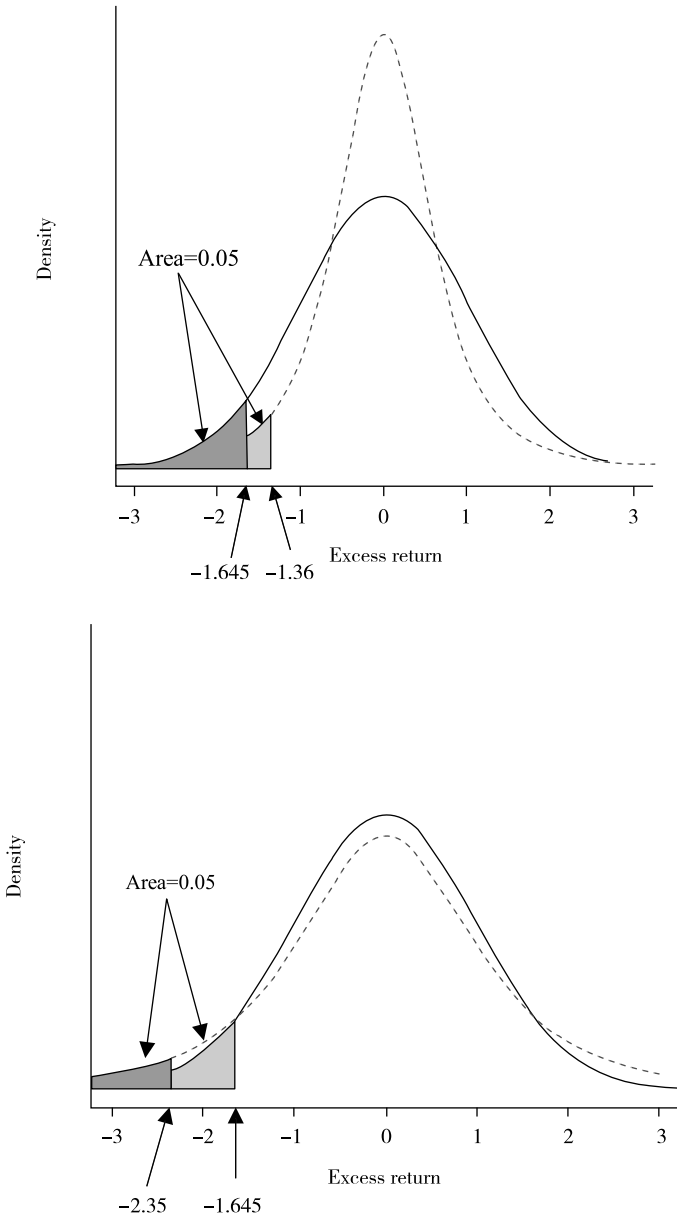 Density
Area=0.05
−3 −2 −1 0 1 2 3
Excess return
−1.645 −1.36
Density
Area=0.05
−3 −2 −1 0 1 2 3
Excess return
−2.35 −1.645